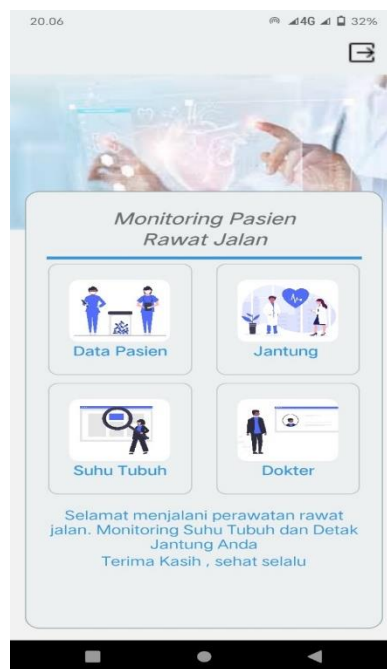 20.06
4G
32%
Monitoring Pasien
Rawat Jalan
Data Pasien
Jantung
Suhu Tubuh
Dokter
Selamat menjalani perawatan rawat
jalan. Monitoring Suhu Tubuh dan Detak
Jantung Anda
Terima Kasih , sehat selalu